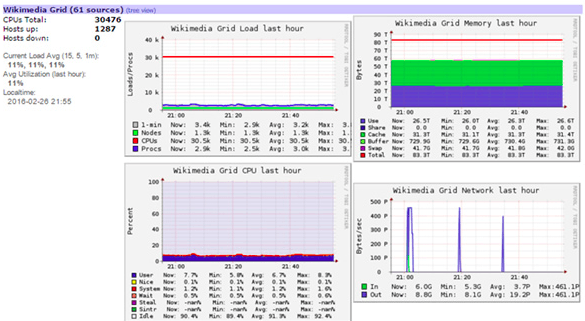 Wikimedia Grid (61 sources) (tree view)
CPUs Total: 30476
Hosts up: 1287
Hosts down: 0
Current Load Avg (15, 5, 1m):
11%, 11%, 11%
Avg Utilization (last hour):
11%
Localtime:
2016-02-26 21:55
Wikimedia Grid Load last hour
Loads/Procs
40 k
30 k
20 k
10 k
0
21:00 21:20 21:40
1-min Now: 3.4k Min: 2.9k Avg: 3.2k Max: 3.
Nodes Now: 1.3k Min: 1.3k Avg: 1.3k Max: 1.
CPUs Now: 30.5k Min: 30.5k Avg: 30.5k Max: 30.
Procs Now: 2.9k Min: 2.4k Avg: 3.0k Max: 3.
Wikimedia Grid Memory last hour
Bytes
90 T
80 T
70 T
60 T
50 T
40 T
30 T
20 T
10 T
0
21:00 21:20 21:40
Use Now: 26.5T Min: 26.0T Avg: 26.3T Max: 26.6T
Share Now: 0.0 Min: 0.0 Avg: 0.0 Max: 0.0
Cache Now: 31.3T Min: 31.1T Avg: 31.3T Max: 31.4T
Buffer Now: 729.9G Min: 729.6G Avg: 730.4G Max: 731.3G
Swap Now: 41.9G Min: 41.7G Avg: 41.8G Max: 42.0G
Total Now: 83.3T Min: 83.3T Avg: 83.3T Max: 83.3T
Wikimedia Grid CPU last hour
Percent
100
80
60
40
20
0
21:00 21:20 21:40
User Now: 7.7% Min: 5.8% Avg: 6.7% Max: 8.3%
Nice Now: 0.1% Min: 0.1% Avg: 0.1% Max: 0.1%
System Now: 1.2% Min: 1.1% Avg: 1.2% Max: 1.6%
Wait Now: 0.5% Min: 0.5% Avg: 0.5% Max: 0.6%
Steal Now: -nan% Min: -nan% Avg: -nan% Max: -nan%
Sintr Now: -nan% Min: -nan% Avg: -nan% Max: -nan%
Idle Now: 90.4% Min: 89.4% Avg: 91.3% Max: 92.4%
Wikimedia Grid Network last hour
Bytes/sec
500 P
400 P
300 P
200 P
100 P
0
21:00 21:20 21:40
In Now: 6.0G Min: 5.3G Avg: 3.7P Max:461.1P
Out Now: 8.8G Min: 8.1G Avg: 19.2P Max:461.1P